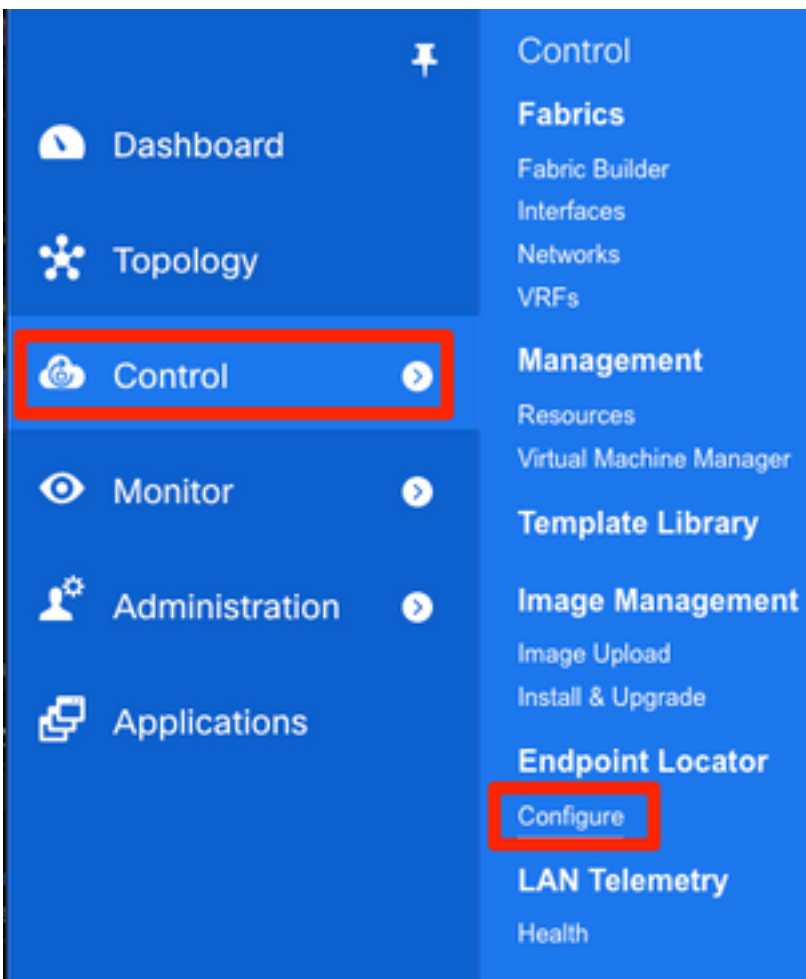 Dashboard
Topology
Control
Monitor
Administration
Applications
Control
Fabrics
Fabric Builder
Interfaces
Networks
VRFs
Management
Resources
Virtual Machine Manager
Template Library
Image Management
Image Upload
Install & Upgrade
Endpoint Locator
Configure
LAN Telemetry
Health